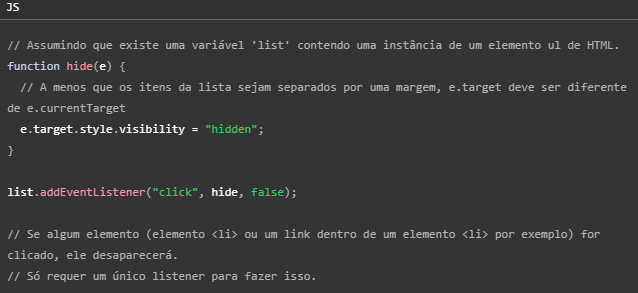 JS
// Assumindo que existe uma variável 'list' contendo uma instância de um elemento ul de HTML.
function hide(e) {
  // A menos que os itens da lista sejam separados por uma margem, e.target deve ser diferente
de e.currentTarget
  e.target.style.visibility = "hidden";
}
list.addEventListener("click", hide, false);
// Se algum elemento (elemento <li> ou um link dentro de um elemento <li> por exemplo) for
clicado, ele desaparecerá.
// Só requer um único listener para fazer isso.